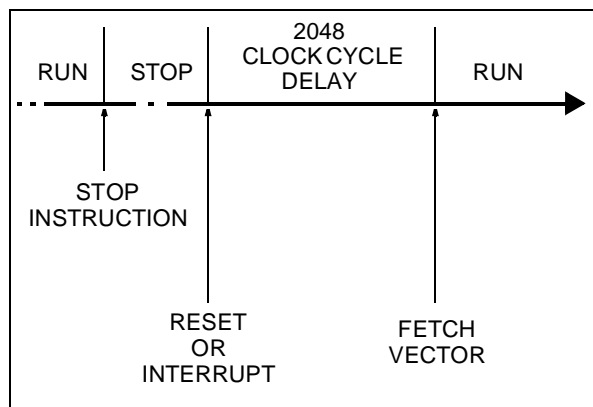 2048
CLOCK CYCLE
DELAY
RUN
STOP
RUN
STOP
INSTRUCTION
RESET
OR
INTERRUPT
FETCH
VECTOR